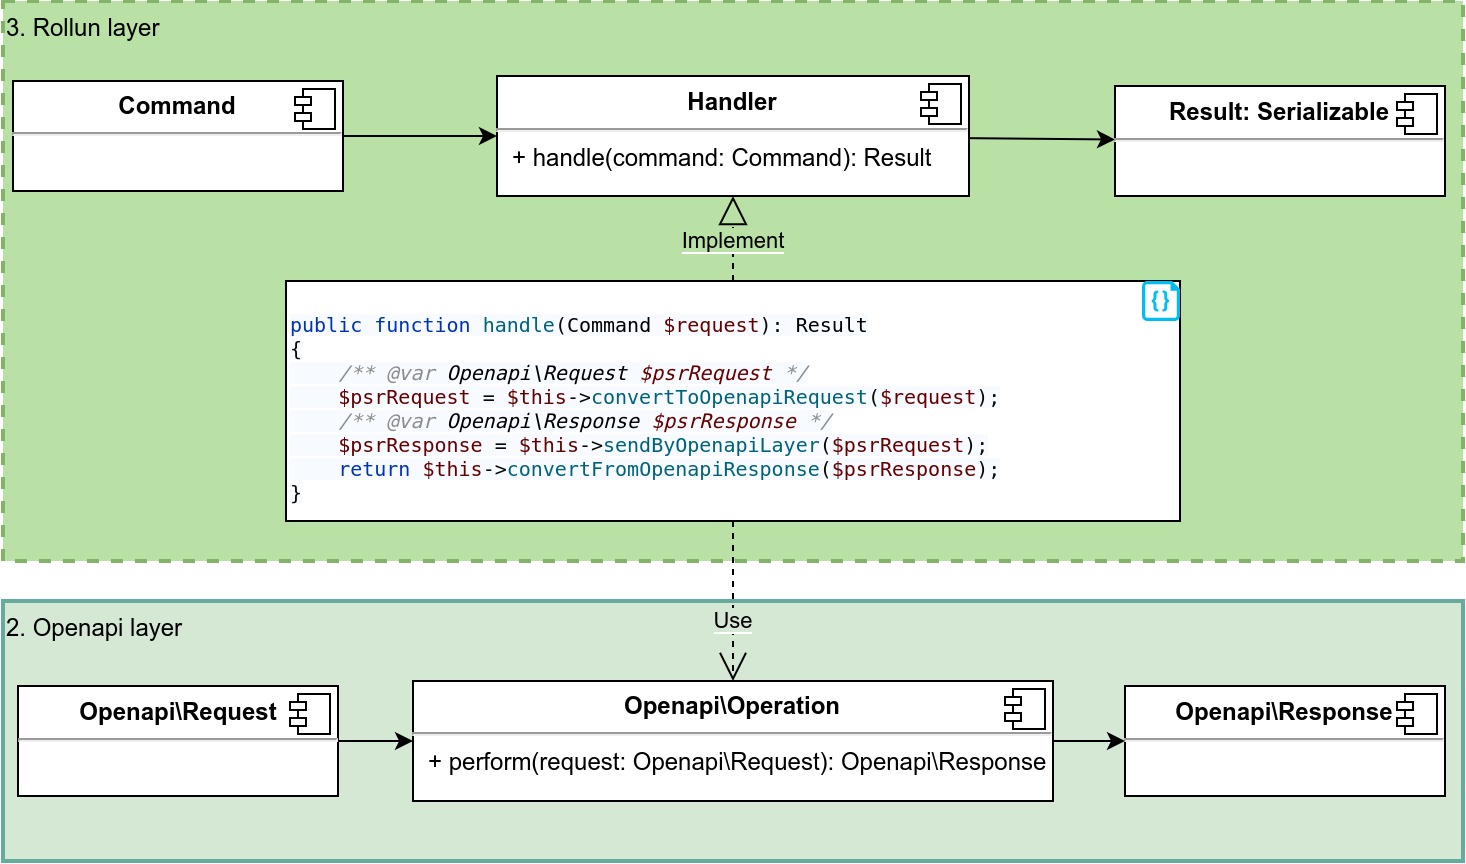 3. Rollun layer
Command
Handler
Result: Serializable
+ handle(command: Command): Result
Implement
{}
public function handle(Command $request): Result
{
    /** @var Openapi\Request $psrRequest */
    $psrRequest = $this->convertToOpenapiRequest($request);
    /** @var Openapi\Response $psrResponse */
    $psrResponse = $this->sendByOpenapiLayer($psrRequest);
    return $this->convertFromOpenapiResponse($psrResponse);
}
Use
2. Openapi layer
Openapi\Request
Openapi\Operation
Openapi\Response
+ perform(request: Openapi\Request): Openapi\Response